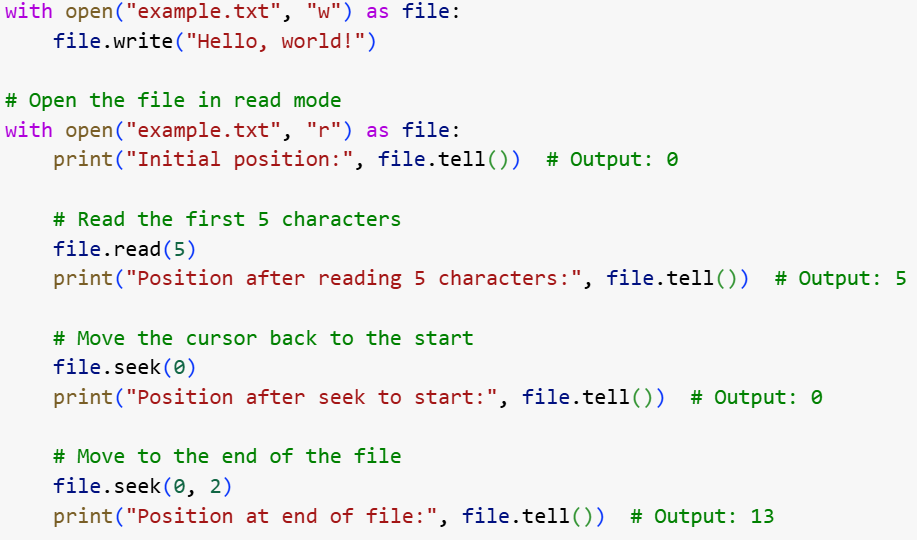 with open("example.txt", "w") as file:
    file.write("Hello, world!")

# Open the file in read mode
with open("example.txt", "r") as file:
    print("Initial position:", file.tell())  # Output: 0

    # Read the first 5 characters
    file.read(5)
    print("Position after reading 5 characters:", file.tell())  # Output: 5

    # Move the cursor back to the start
    file.seek(0)
    print("Position after seek to start:", file.tell())  # Output: 0

    # Move to the end of the file
    file.seek(0, 2)
    print("Position at end of file:", file.tell())  # Output: 13